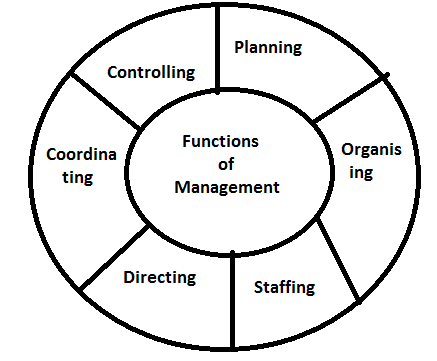 Planning
Controlling
Functions
of
Management
Organis
ing
Coordina
ting
Directing
Staffing